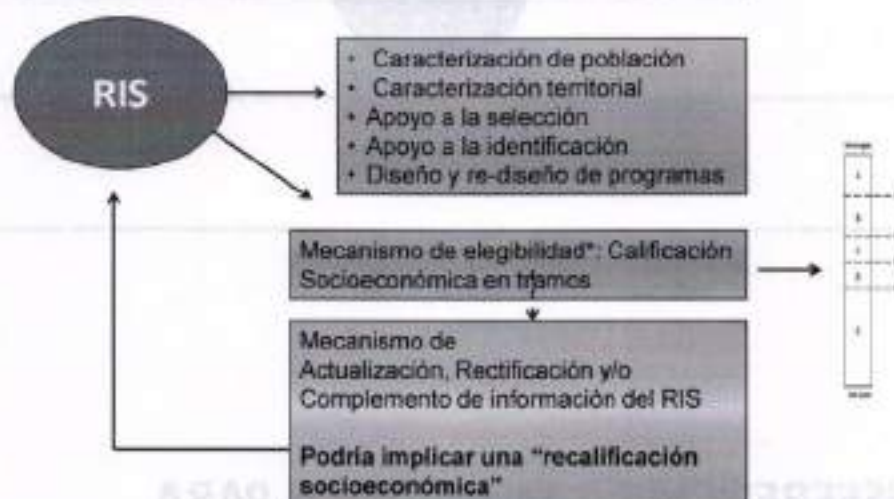 RIS
• Caracterización de población
• Caracterización territorial
• Apoyo a la selección
• Apoyo a la identificación
• Diseño y re-diseño de programas
Mecanismo de elegibilidad*: Calificación
Socioeconómica en tramos
Mecanismo de
Actualización, Rectificación y/o
Complemento de información del RIS
Podría implicar una "recalificación
socioeconómica"